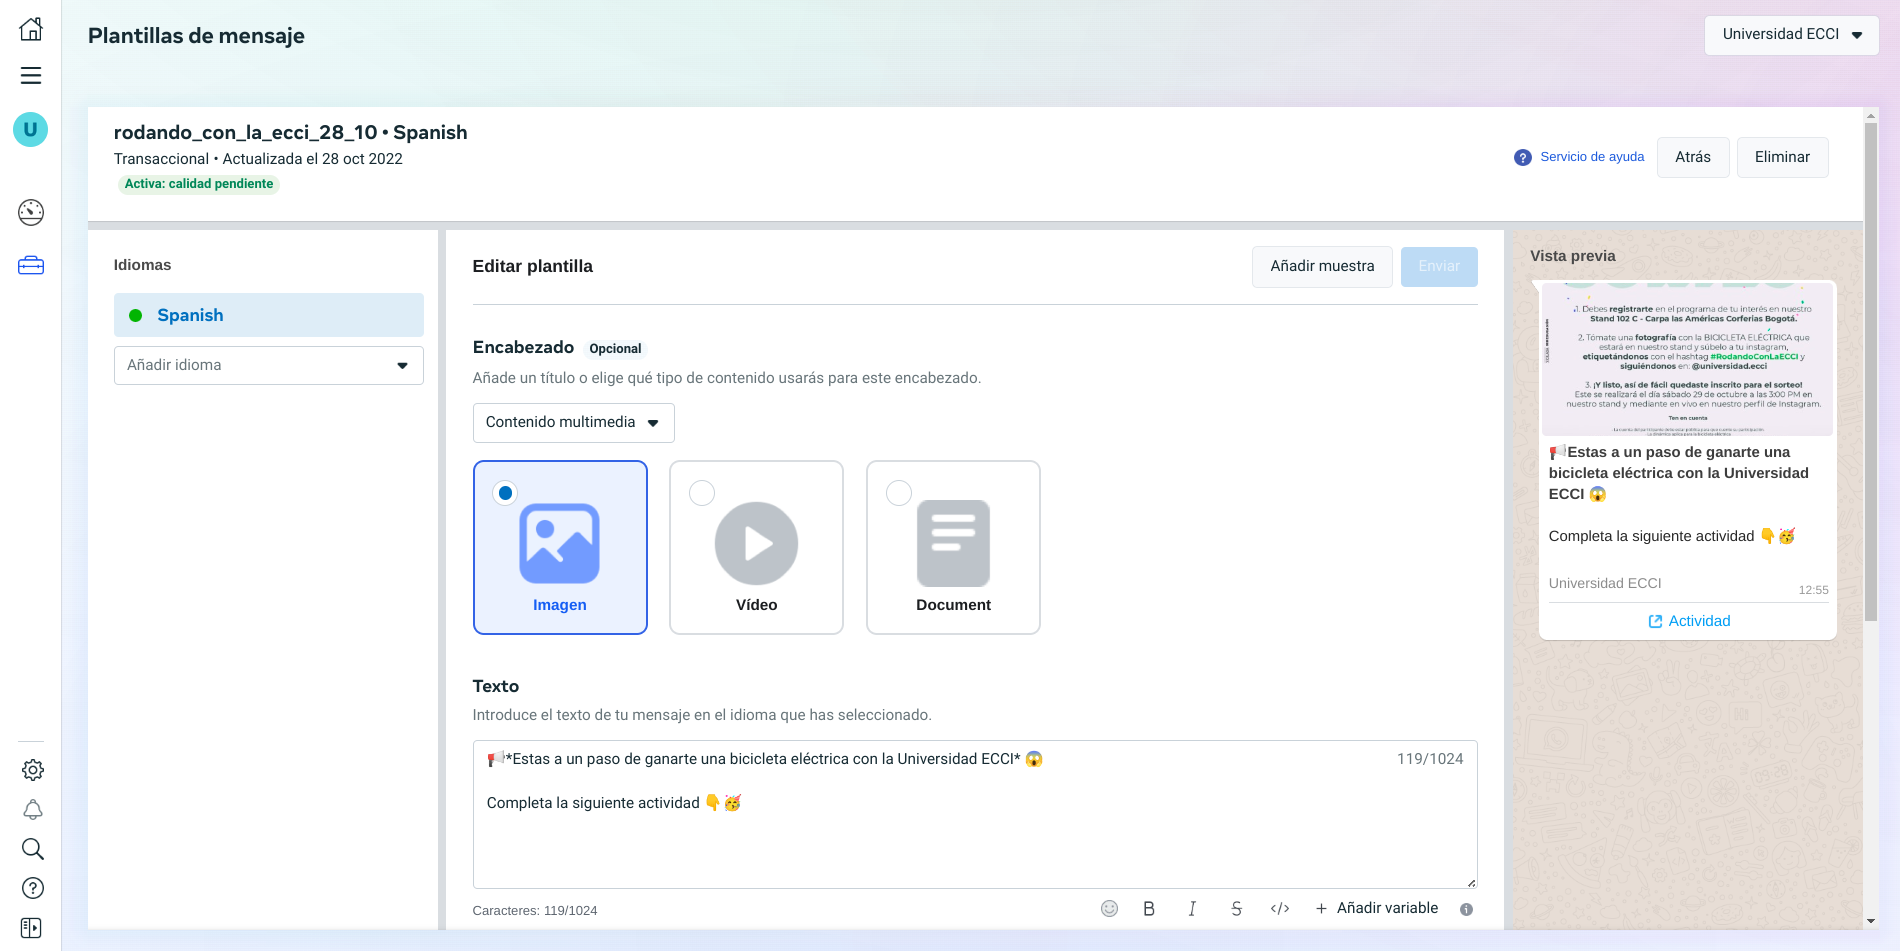 Plantillas de mensaje
Universidad ECCI
U
rodando_con_la_ecci_28_10 • Spanish
Transaccional • Actualizada el 28 oct 2022
Activa: calidad pendiente
? Servicio de ayuda
Atrás
Eliminar
Idiomas
Spanish
Añadir idioma
Editar plantilla
Añadir muestra
Enviar
Encabezado Opcional
Añade un título o elige qué tipo de contenido usarás para este encabezado.
Contenido multimedia
Imagen
Vídeo
Document
Texto
Introduce el texto de tu mensaje en el idioma que has seleccionado.
📢*Estas a un paso de ganarte una bicicleta eléctrica con la Universidad ECCI* 😱
119/1024
Completa la siguiente actividad 👇🥳
Caracteres: 119/1024
B I S </> + Añadir variable
Vista previa
1. Debes registrarte en el programa de tu interés en nuestro
Stand 102 C - Carpa las Américas Corferias Bogotá.
2. Tómate una fotografía con la BICICLETA ELÉCTRICA que
estará en nuestro stand y súbelo a tu instagram,
etiquetándonos con el hashtag #RodandoConLaECCI y
siguiéndonos en: @universidad.ecci
3. ¡Y listo, así de fácil quedaste inscrito para el sorteo!
Este se realizará el día sábado 29 de octubre a las 3:00 PM en
nuestro stand y mediante en vivo en nuestro perfil de Instagram.
Ten en cuenta
📢Estas a un paso de ganarte una
bicicleta eléctrica con la Universidad
ECCI 😱
Completa la siguiente actividad 👇🥳
Universidad ECCI
12:55
Actividad